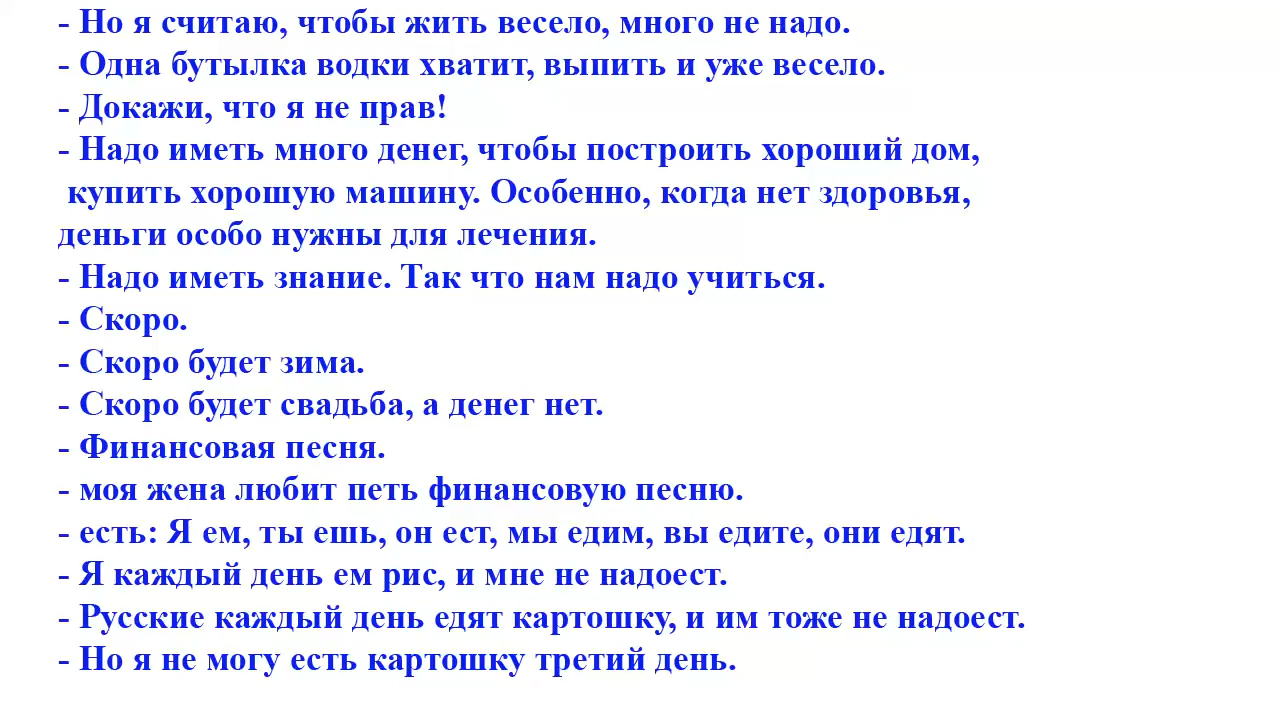 - Но я считаю, чтобы жить весело, много не надо.
- Одна бутылка водки хватит, выпить и уже весело.
- Докажи, что я не прав!
- Надо иметь много денег, чтобы построить хороший дом,
купить хорошую машину. Особенно, когда нет здоровья,
деньги особо нужны для лечения.
- Надо иметь знание. Так что нам надо учиться.
- Скоро.
- Скоро будет зима.
- Скоро будет свадьба, а денег нет.
- Финансовая песня.
- моя жена любит петь финансовую песню.
- есть: Я ем, ты ешь, он ест, мы едим, вы едите, они едят.
- Я каждый день ем рис, и мне не надоест.
- Русские каждый день едят картошку, и им тоже не надоест.
- Но я не могу есть картошку третий день.